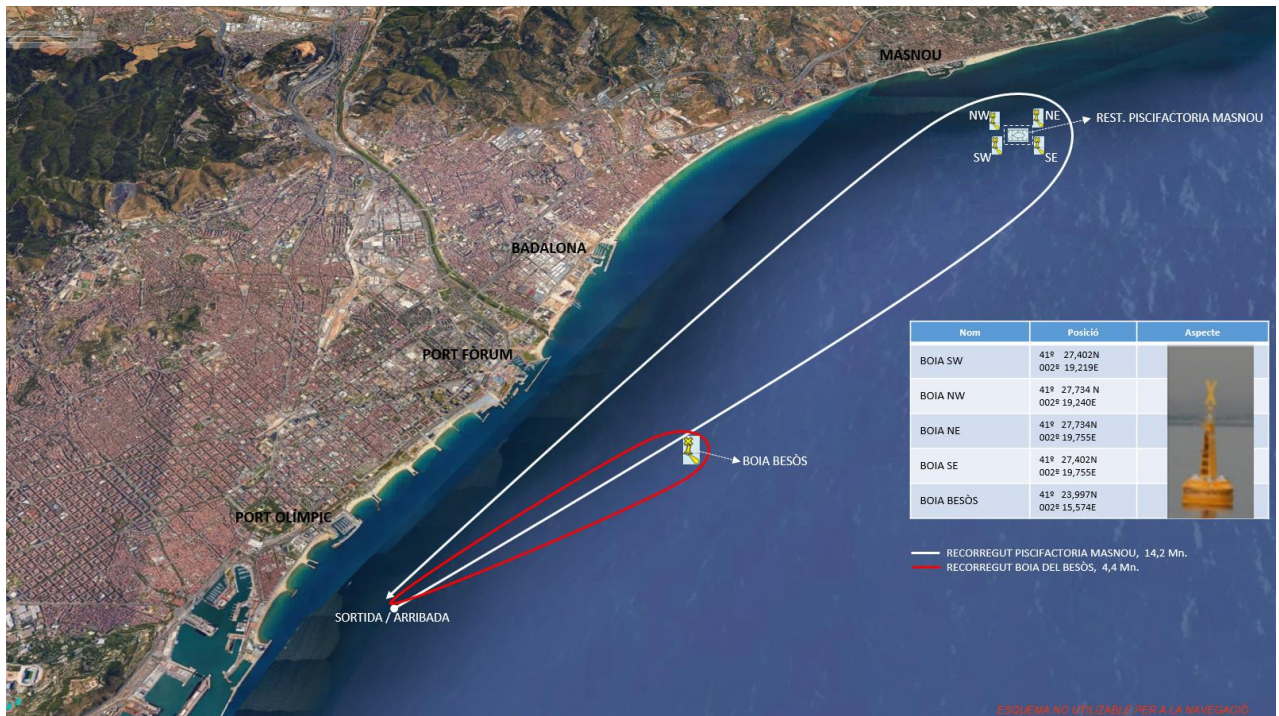 MASNOU
NW
NE
REST. PISCIFACTORIA MASNOU
SW
SE
BADALONA
PORT FÒRUM
BOIA BESÒS
PORT OLÍMPIC
SORTIDA / ARRIBADA
Nom Posició Aspecte
BOIA SW 41º 27,402N
002º 19,219E
BOIA NW 41º 27,734 N
002º 19,240E
BOIA NE 41º 27,734N
002º 19,755E
BOIA SE 41º 27,402N
002º 19,755E
BOIA BESÒS 41º 23,997N
002º 15,574E
RECORREGUT PISCIFACTORIA MASNOU, 14,2 Mn.
RECORREGUT BOIA DEL BESÒS, 4,4 Mn.
ESQUEMA NO UTILIZABLE PER A LA NAVEGACIÓ